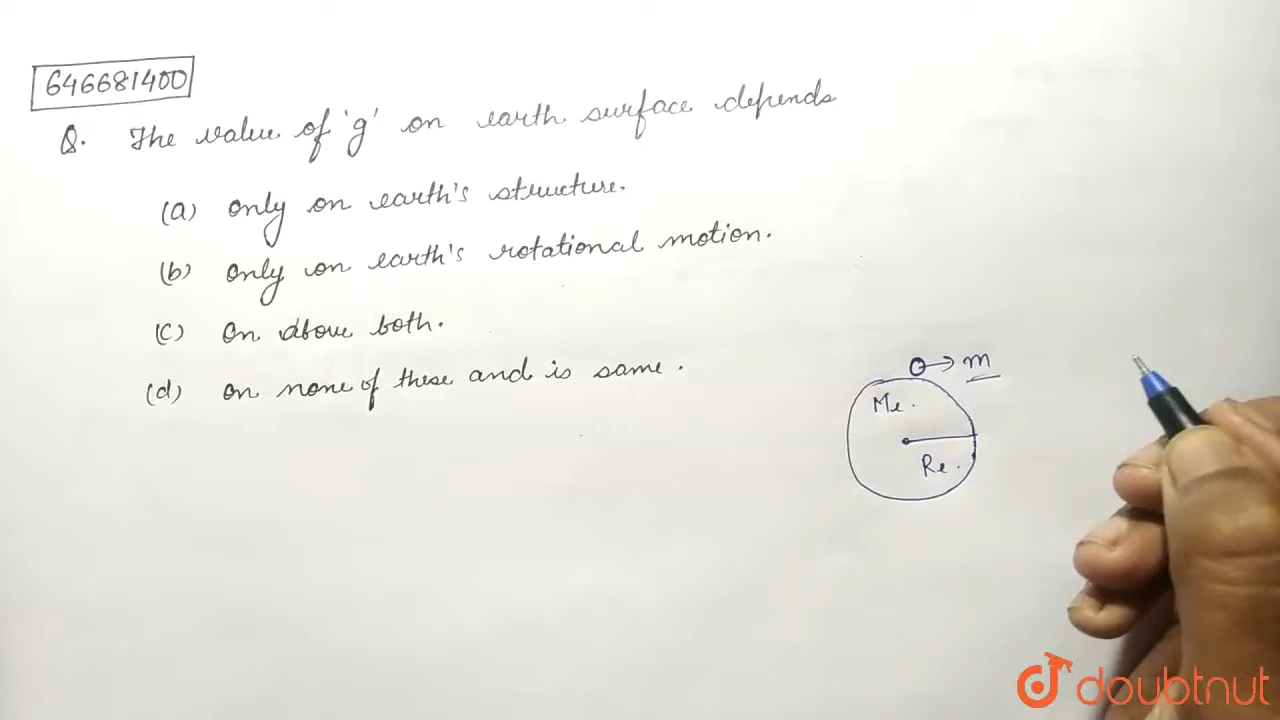 646681400
Q. The value of 'g' on earth surface depends
(a) only on earth's structure.
(b) only on earth's rotational motion.
(c) on above both.
(d) on none of these and is same.
m
Me.
Re.
doubtnut